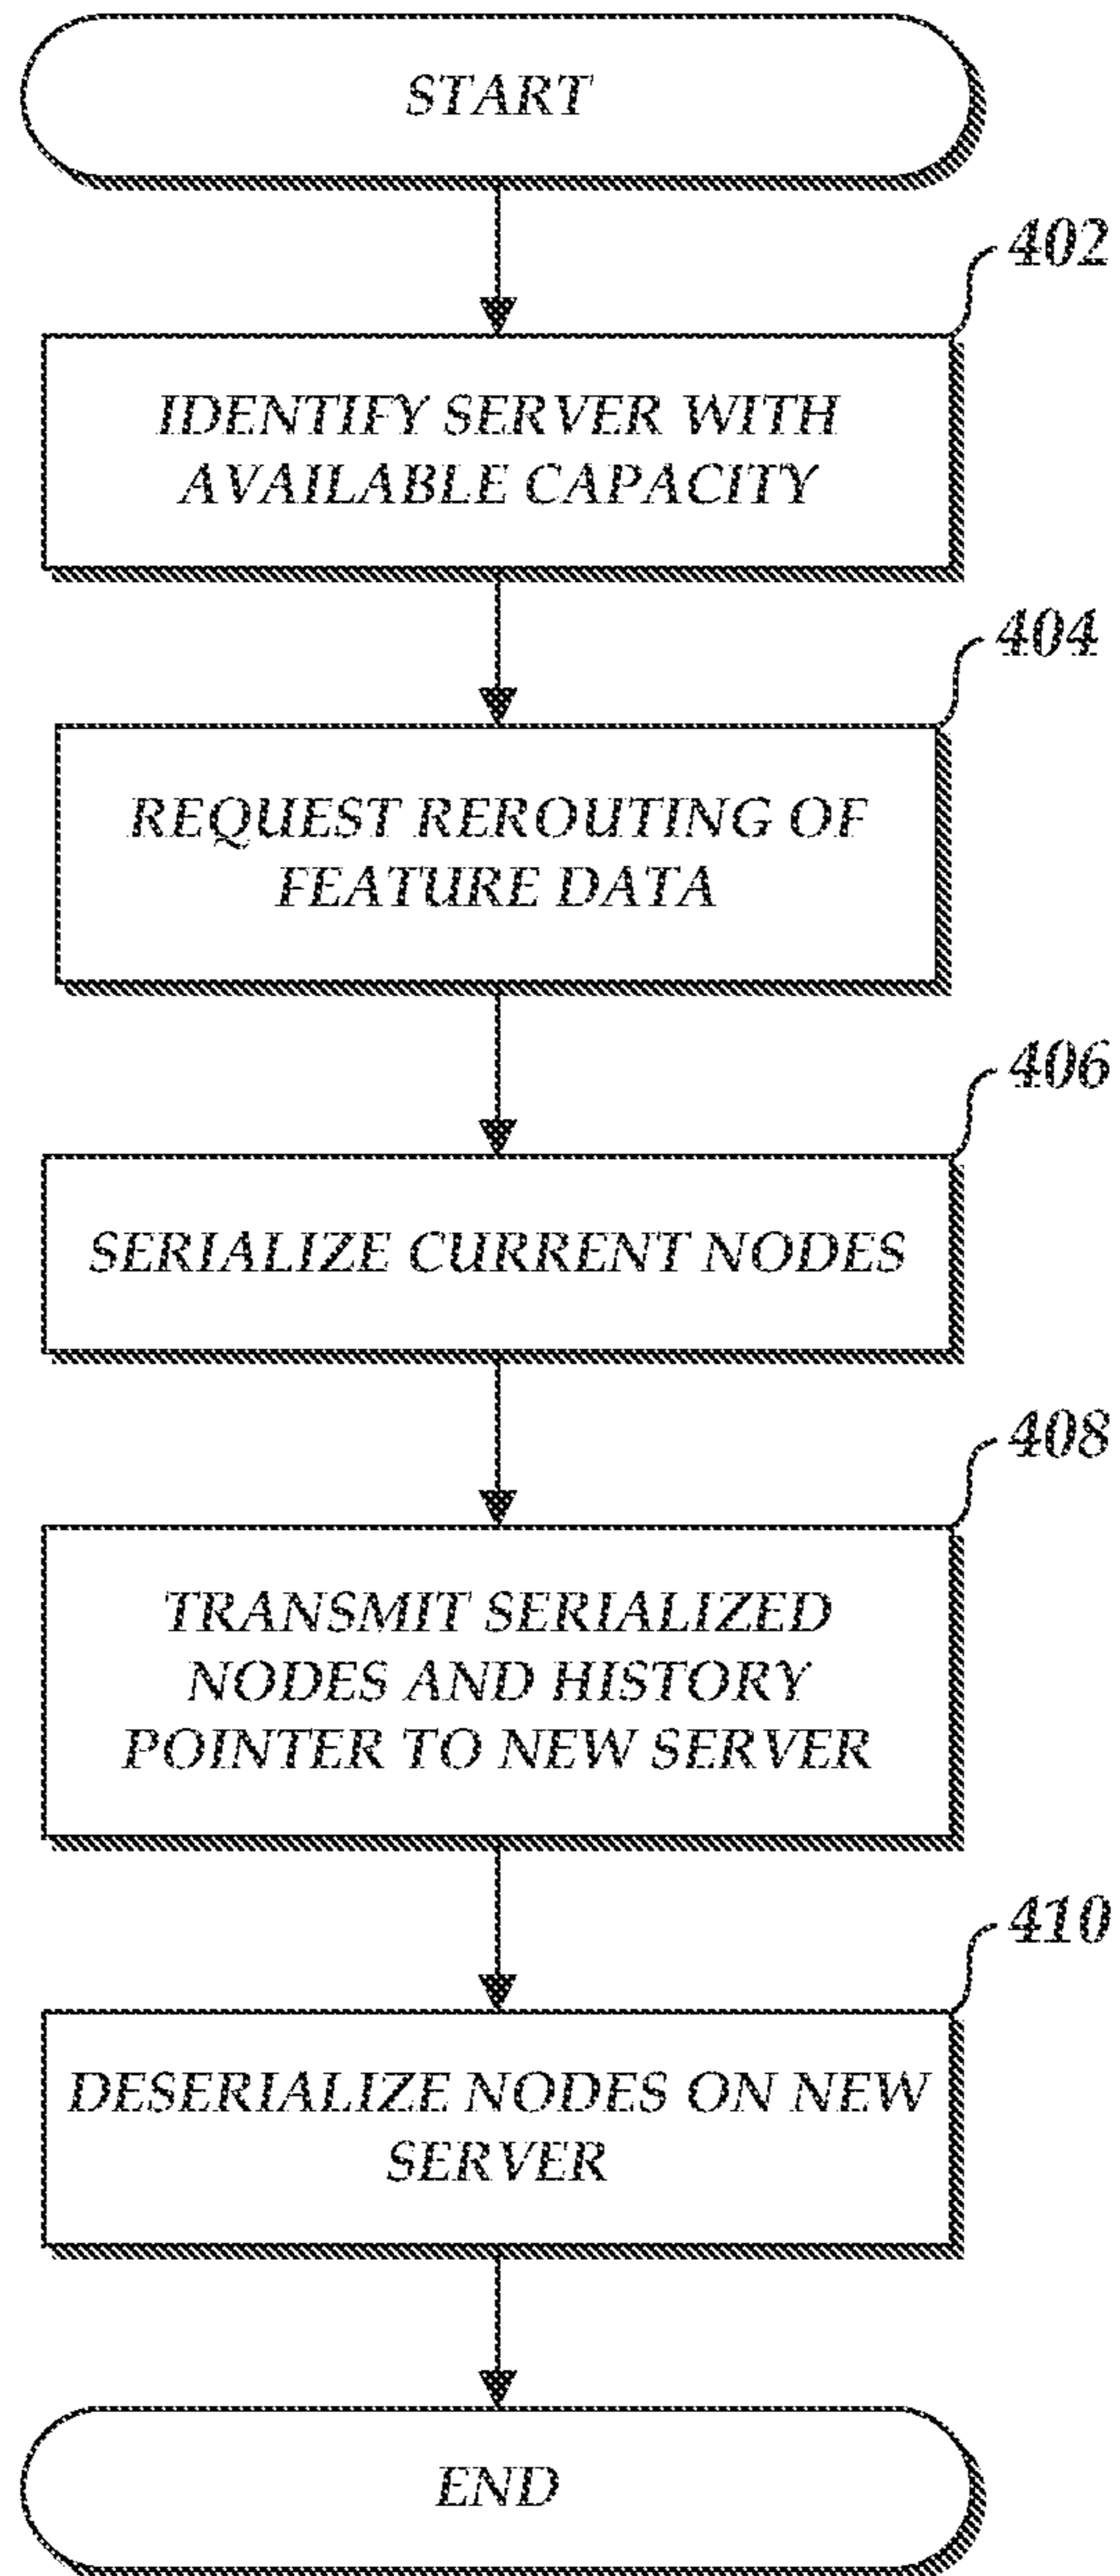 START
402
IDENTIFY SERVER WITH
AVAILABLE CAPACITY
404
REQUEST REROUTING OF
FEATURE DATA
406
SERIALIZE CURRENT NODES
408
TRANSMIT SERIALIZED
NODES AND HISTORY
POINTER TO NEW SERVER
410
DESERIALIZE NODES ON NEW
SERVER
END